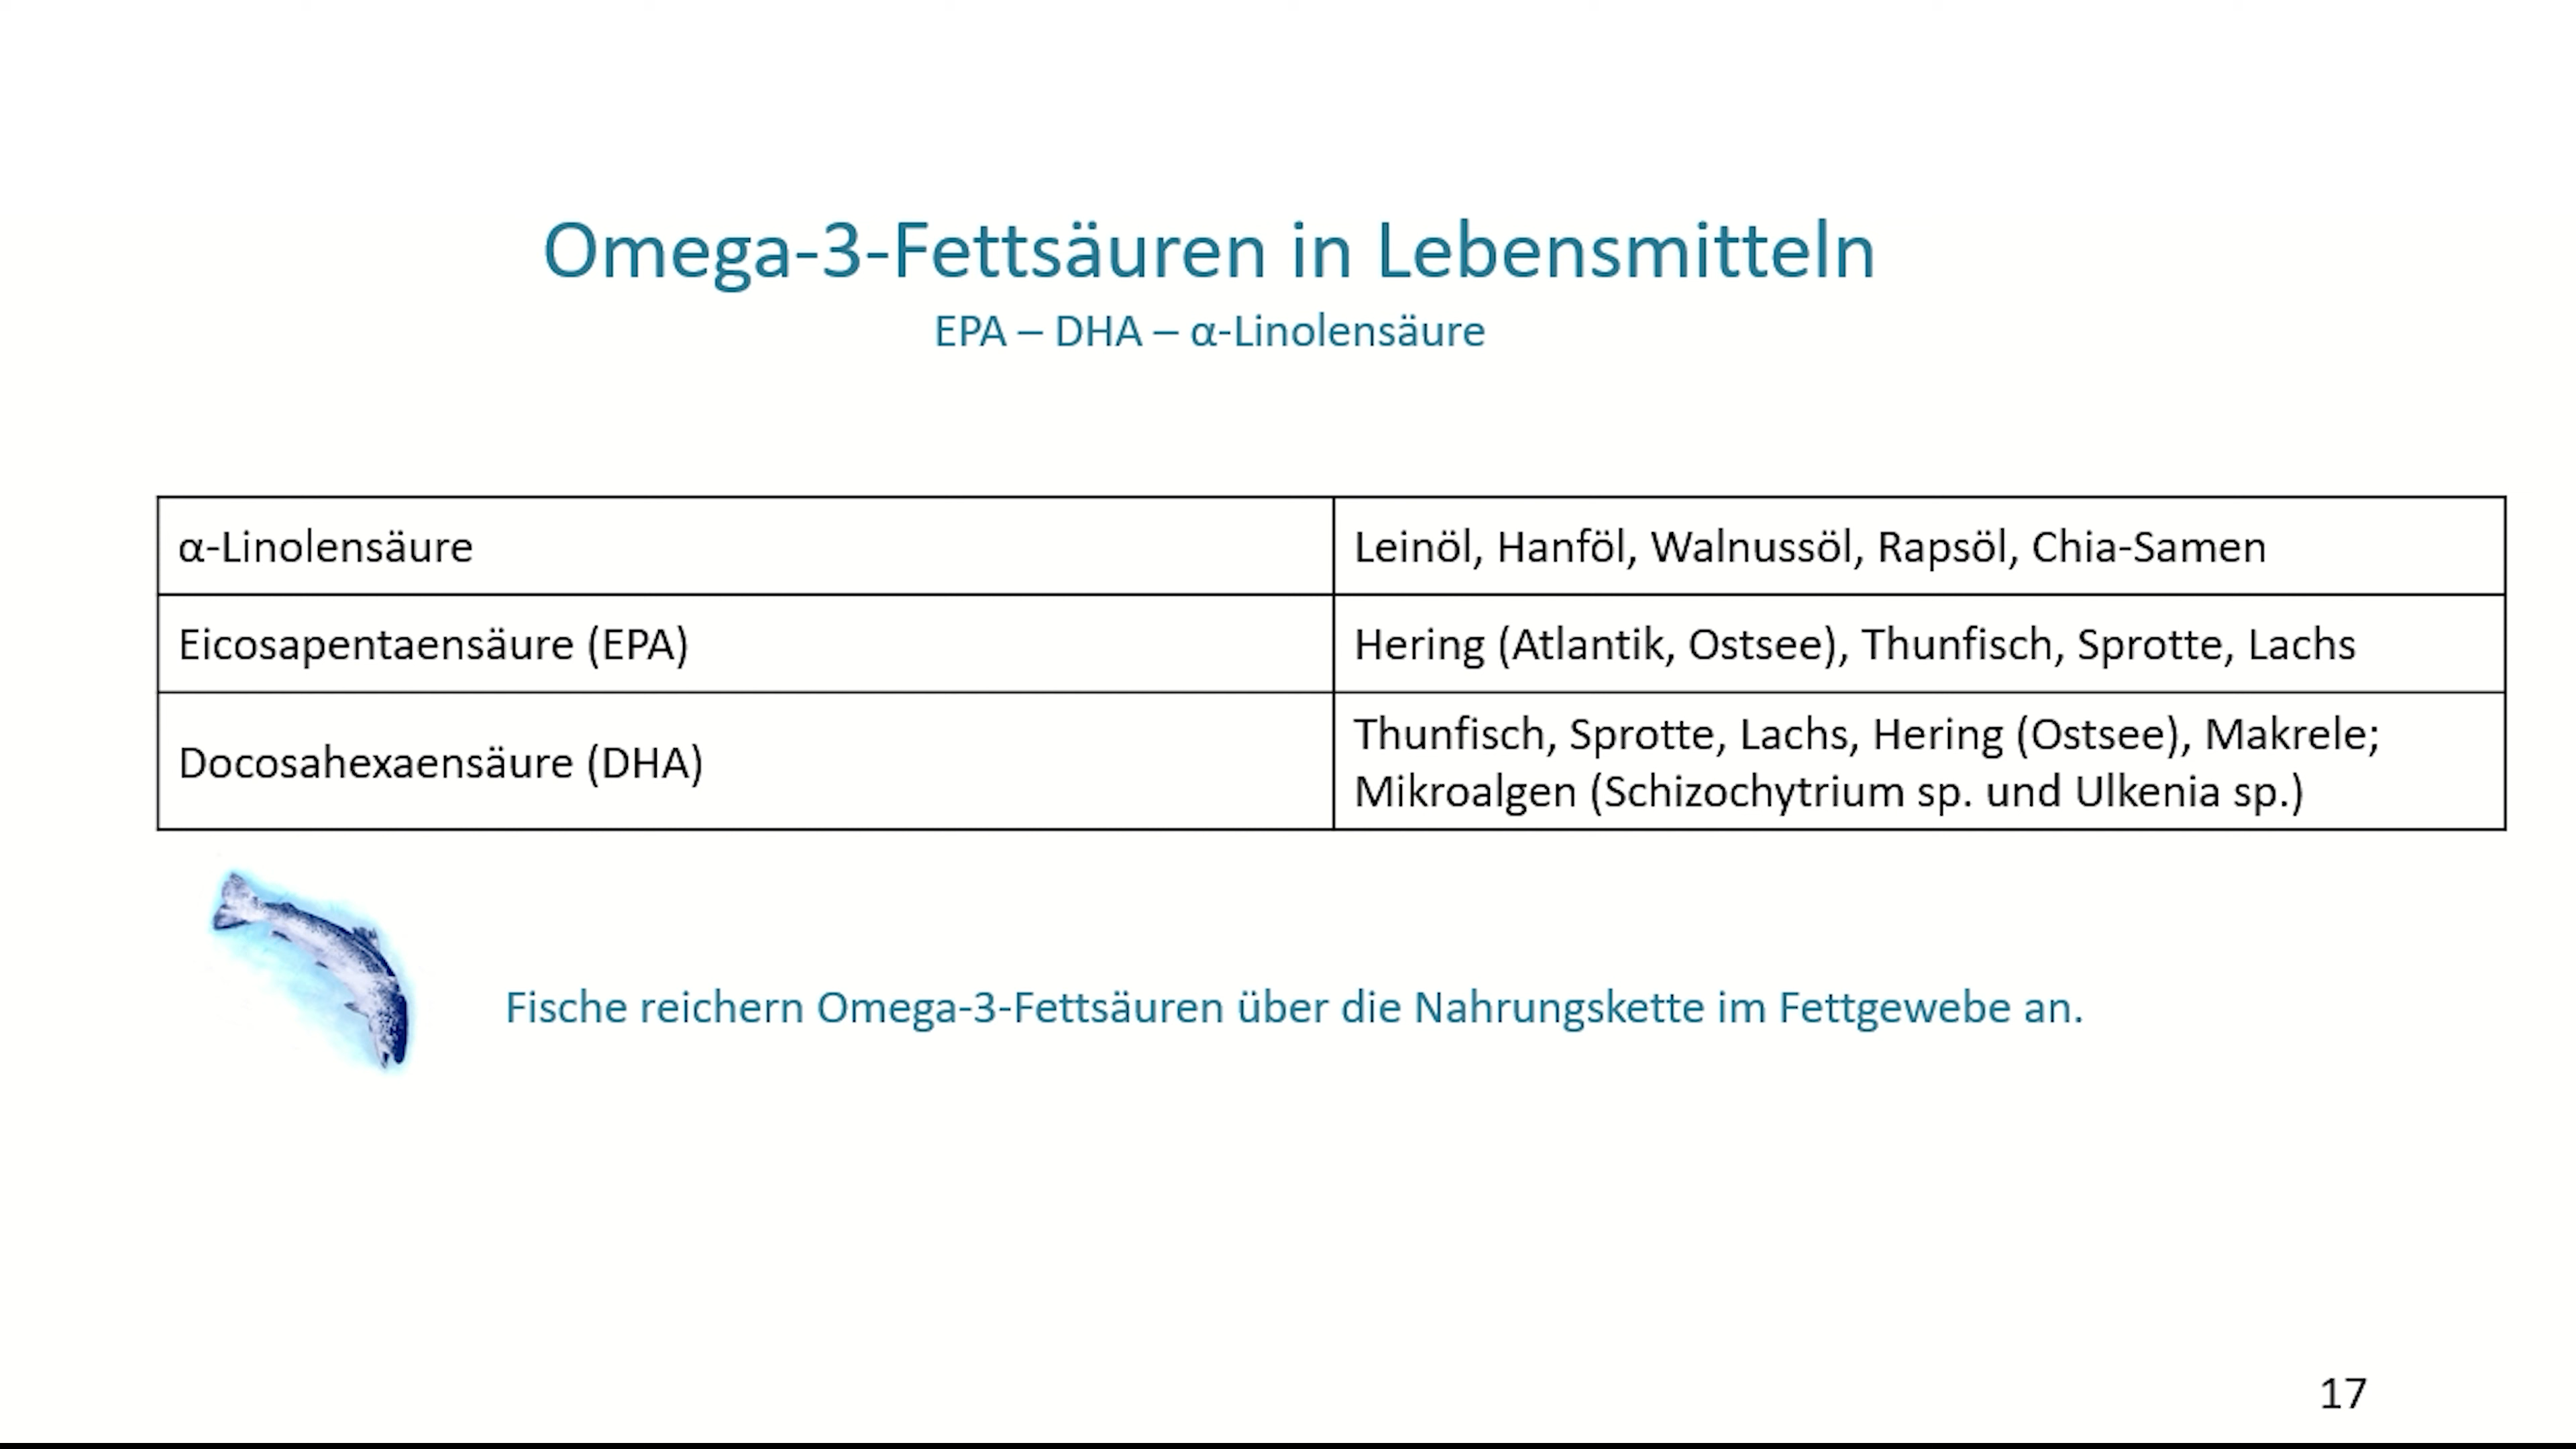 Omega-3-Fettsäuren in Lebensmitteln
EPA – DHA – α-Linolensäure
α-Linolensäure
Leinöl, Hanföl, Walnussöl, Rapsöl, Chia-Samen
Eicosapentaensäure (EPA)
Hering (Atlantik, Ostsee), Thunfisch, Sprotte, Lachs
Docosahexaensäure (DHA)
Thunfisch, Sprotte, Lachs, Hering (Ostsee), Makrele;
Mikroalgen (Schizochytrium sp. und Ulkenia sp.)
Fische reichern Omega-3-Fettsäuren über die Nahrungskette im Fettgewebe an.
17